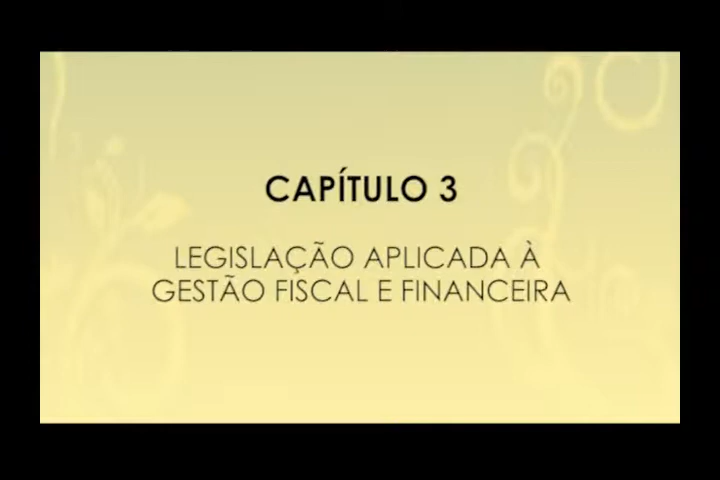 CAPÍTULO 3
LEGISLAÇÃO APLICADA À
GESTÃO FISCAL E FINANCEIRA